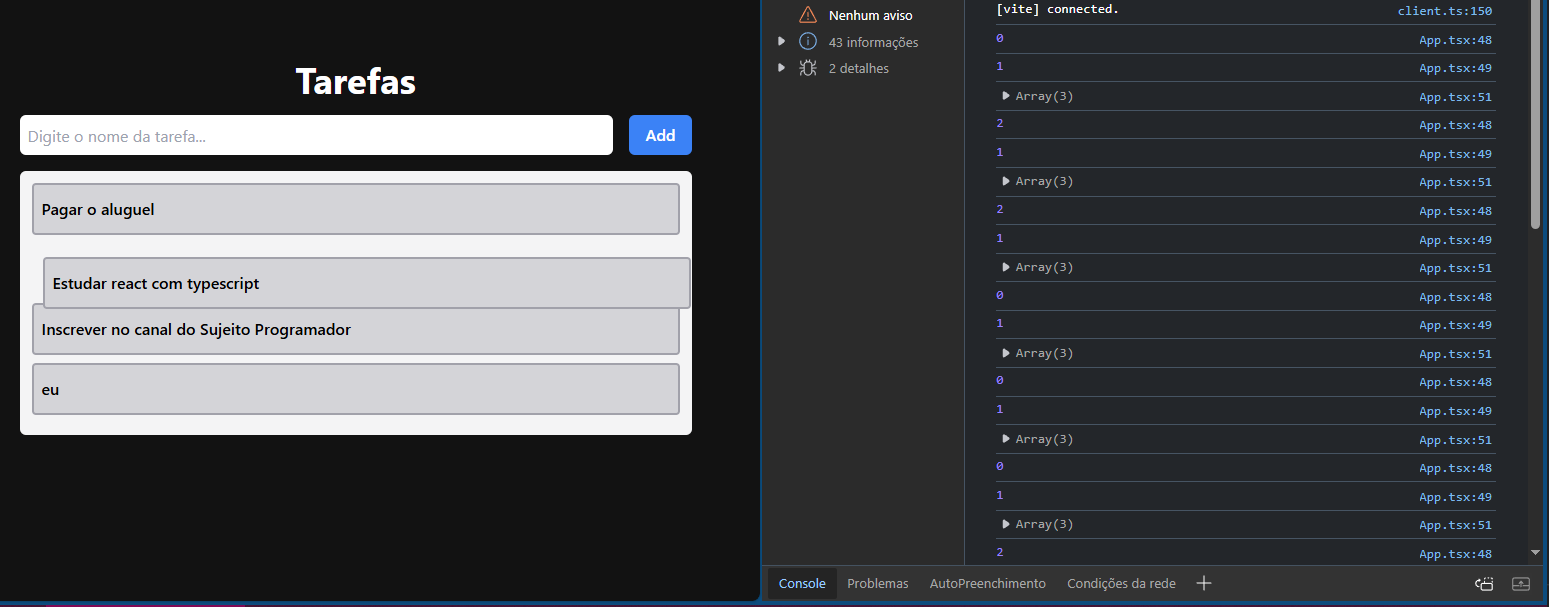 Tarefas
Digite o nome da tarefa...
Add
Pagar o aluguel
Estudar react com typescript
Inscrever no canal do Sujeito Programador
eu
Nenhum aviso
43 informações
2 detalhes
[vite] connected. client.ts:150
0 App.tsx:48
1 App.tsx:49
Array(3) App.tsx:51
2 App.tsx:48
1 App.tsx:49
Array(3) App.tsx:51
2 App.tsx:48
1 App.tsx:49
Array(3) App.tsx:51
0 App.tsx:48
1 App.tsx:49
Array(3) App.tsx:51
0 App.tsx:48
1 App.tsx:49
Array(3) App.tsx:51
0 App.tsx:48
1 App.tsx:49
Array(3) App.tsx:51
2 App.tsx:48
Console Problemas AutoPreenchimento Condições da rede